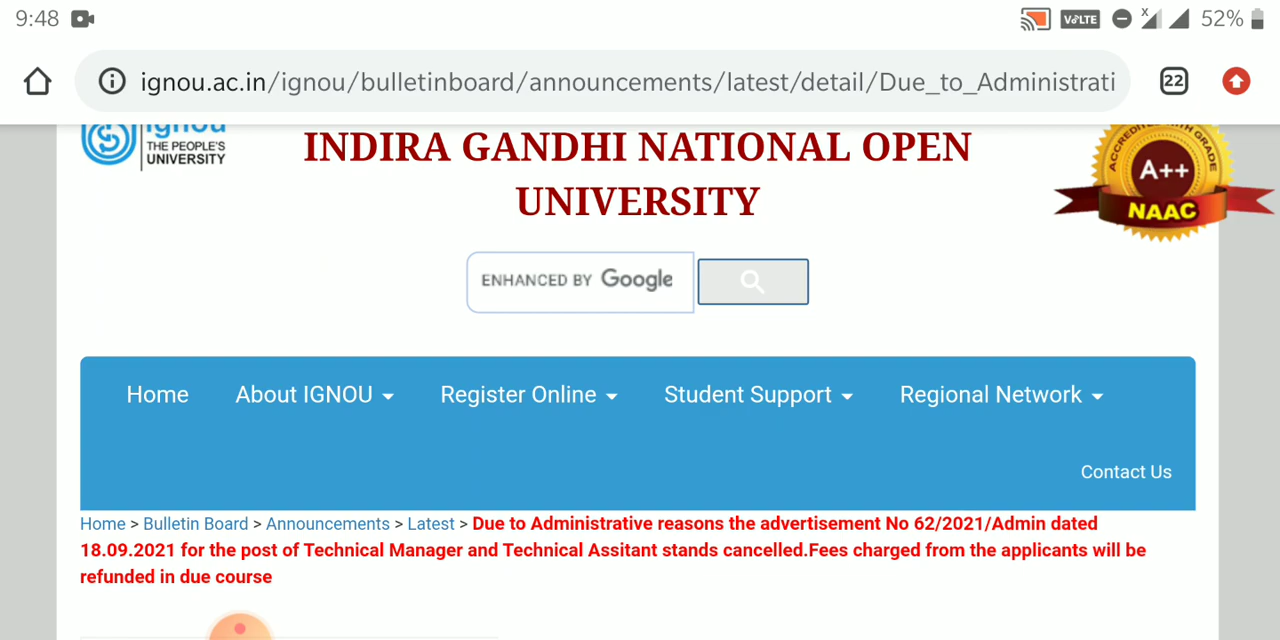 9:48 VoLTE x 52%
ignou.ac.in/ignou/bulletinboard/announcements/latest/detail/Due_to_Administrati 22
ignou
THE PEOPLE'S
UNIVERSITY
INDIRA GANDHI NATIONAL OPEN
UNIVERSITY
ACCREDITED WITH GRADE
A++
NAAC
ENHANCED BY Google
Home About IGNOU Register Online Student Support Regional Network
Contact Us
Home > Bulletin Board > Announcements > Latest > Due to Administrative reasons the advertisement No 62/2021/Admin dated
18.09.2021 for the post of Technical Manager and Technical Assitant stands cancelled.Fees charged from the applicants will be
refunded in due course